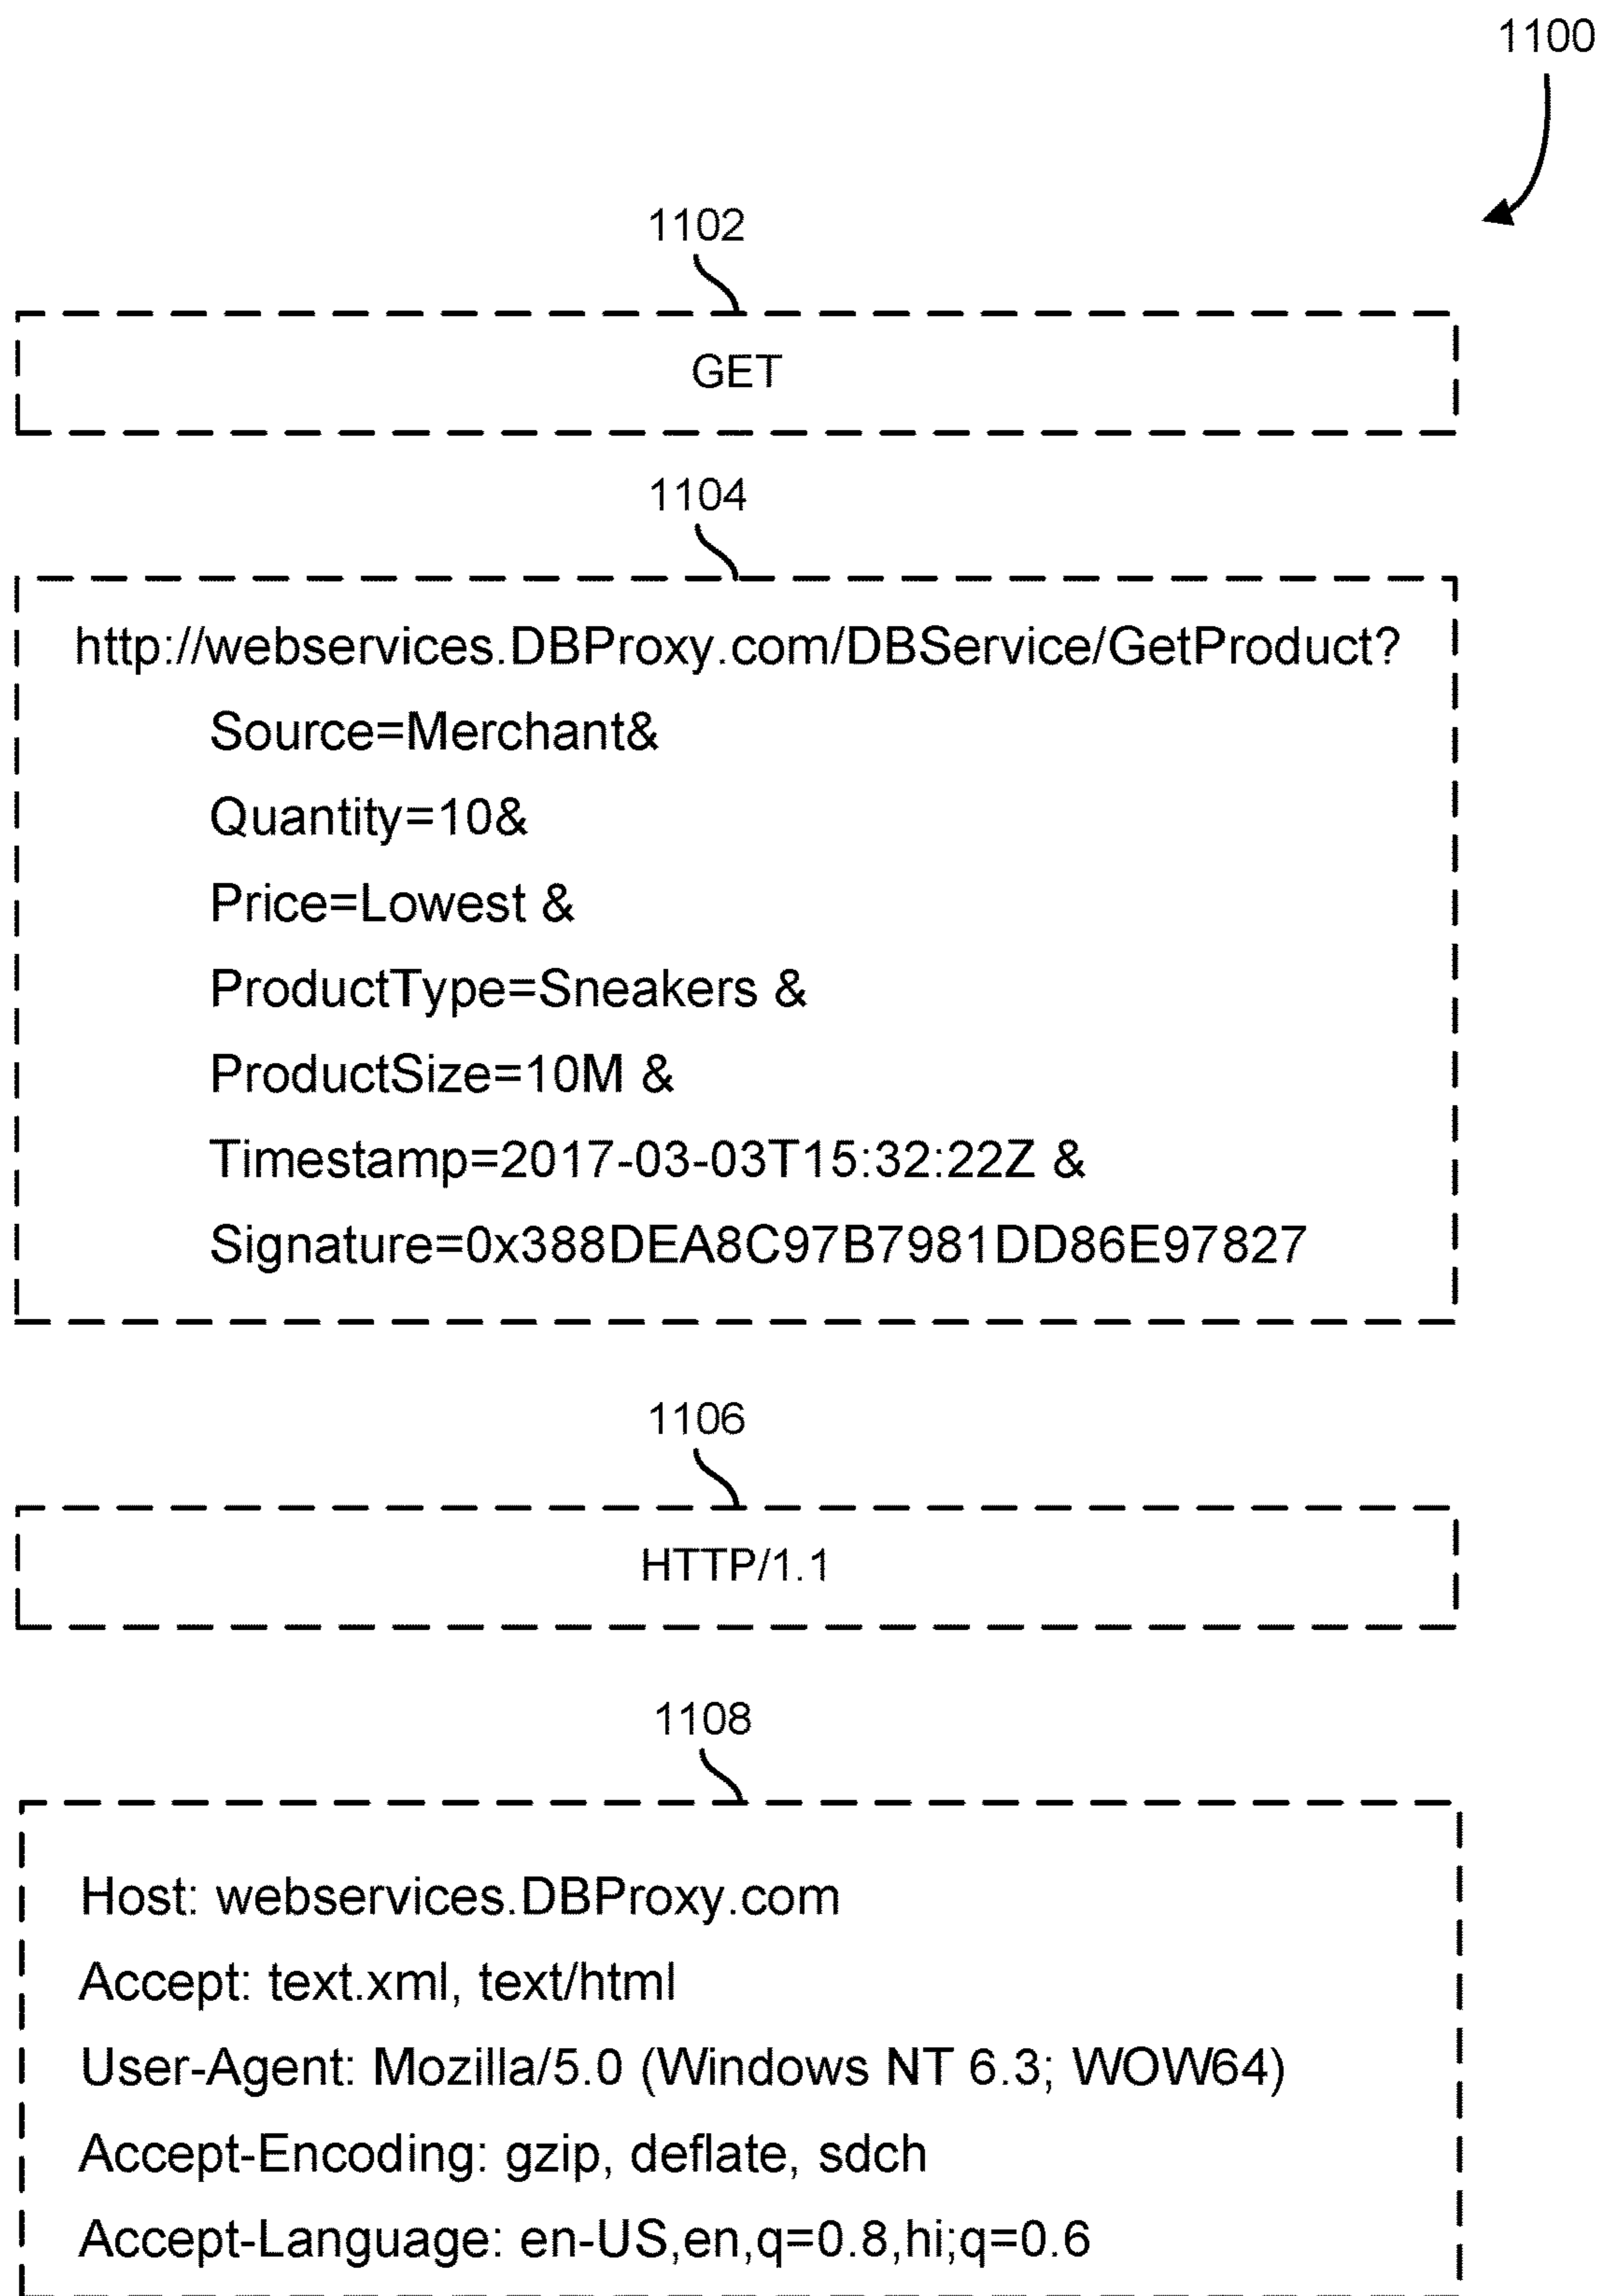 1100
1102
GET
1104
http://webservices.DBProxy.com/DBService/GetProduct?
Source=Merchant&
Quantity=10&
Price=Lowest &
ProductType=Sneakers &
ProductSize=10M &
Timestamp=2017-03-03T15:32:22Z &
Signature=0x388DEA8C97B7981DD86E97827
1106
HTTP/1.1
1108
Host: webservices.DBProxy.com
Accept: text.xml, text/html
User-Agent: Mozilla/5.0 (Windows NT 6.3; WOW64)
Accept-Encoding: gzip, deflate, sdch
Accept-Language: en-US,en,q=0.8,hi;q=0.6